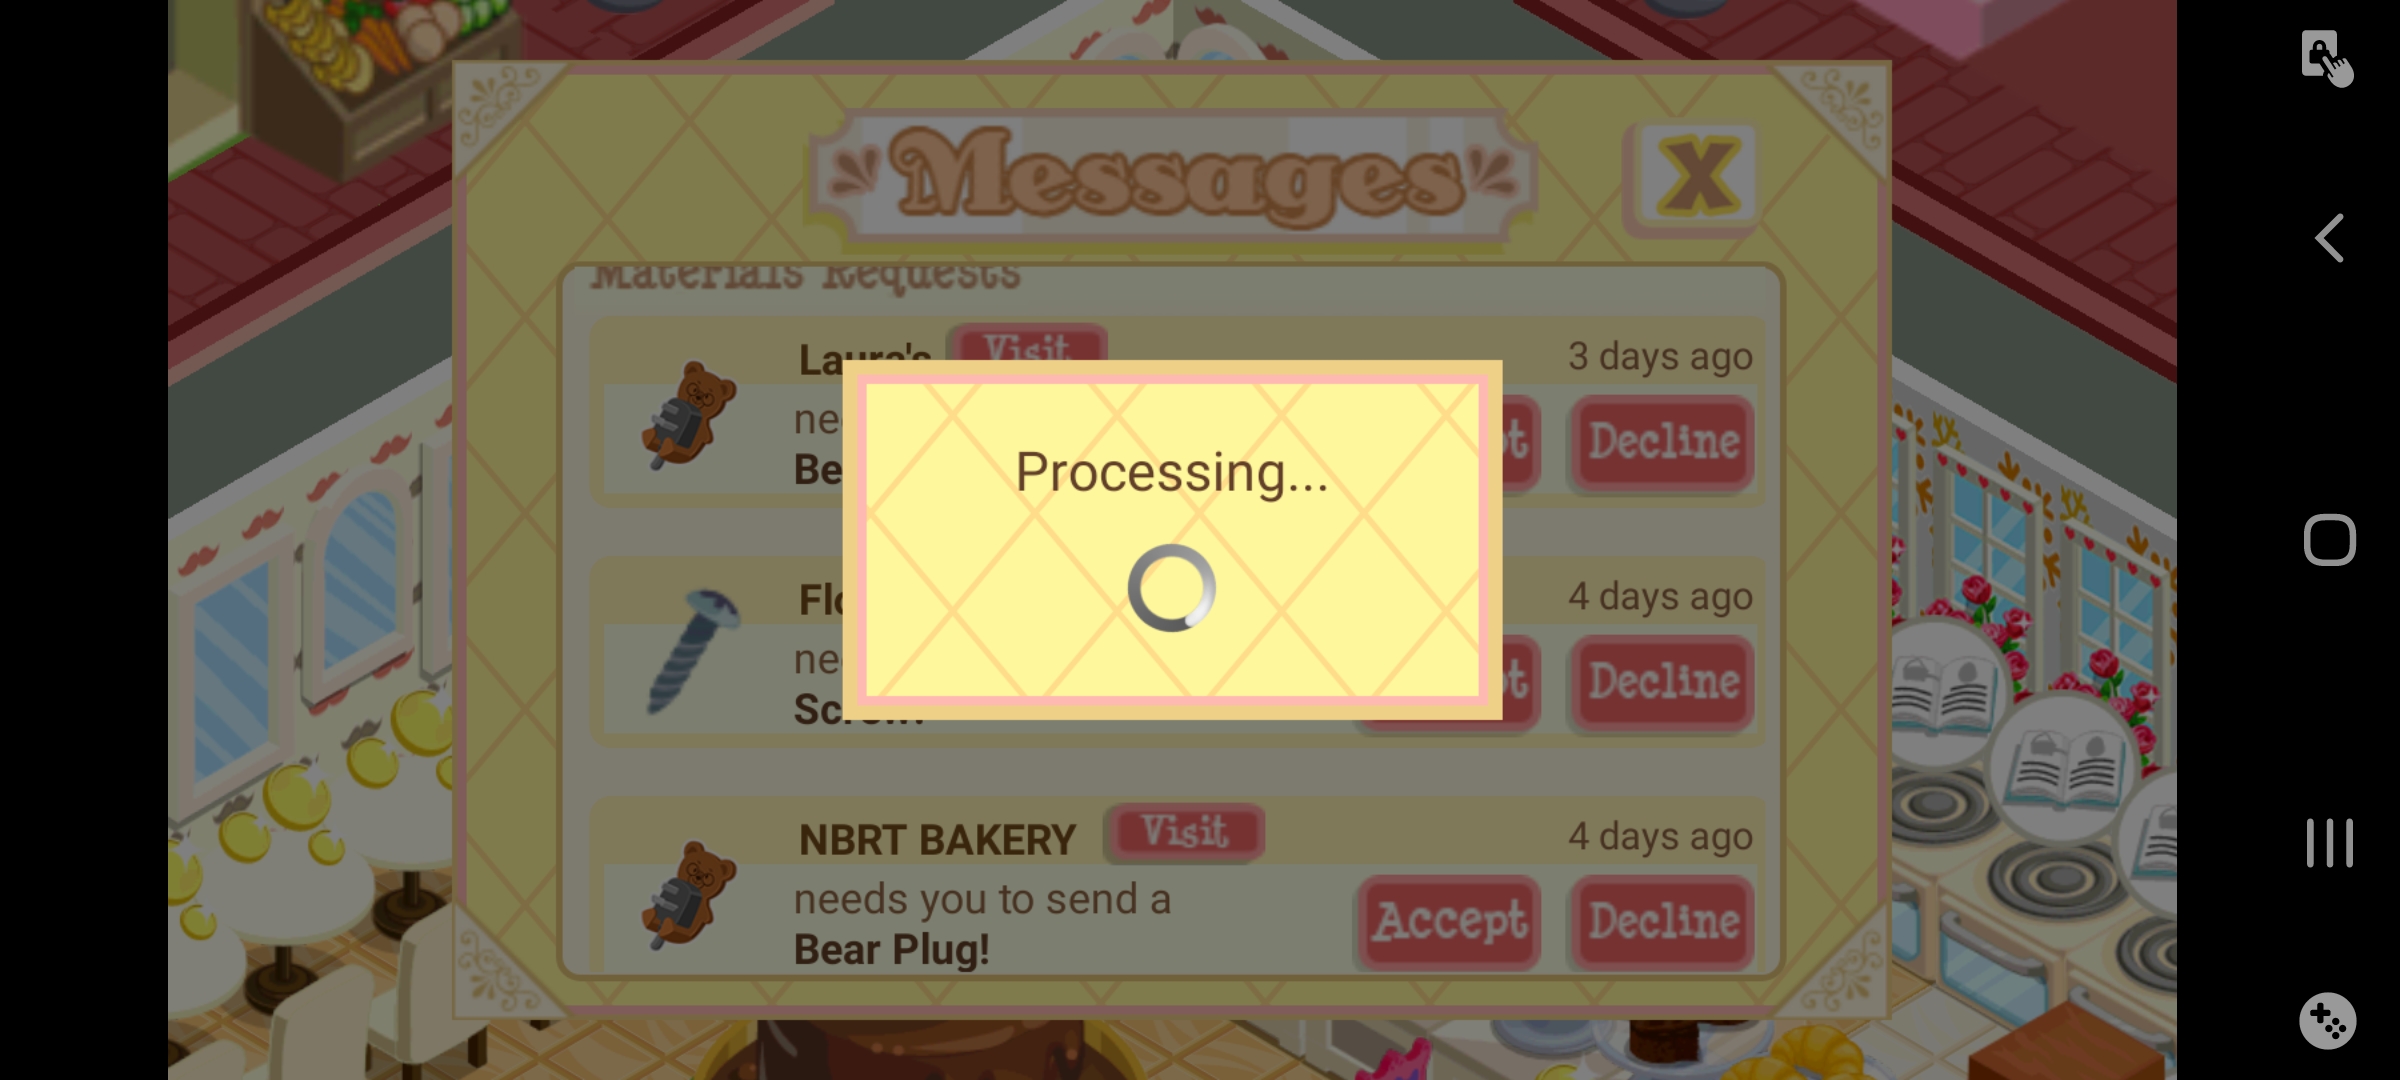 Messages
X
Materials Requests
Laura's Visit 3 days ago
Decline
Processing...
4 days ago
Decline
NBRT BAKERY Visit 4 days ago
needs you to send a
Bear Plug!
Accept Decline